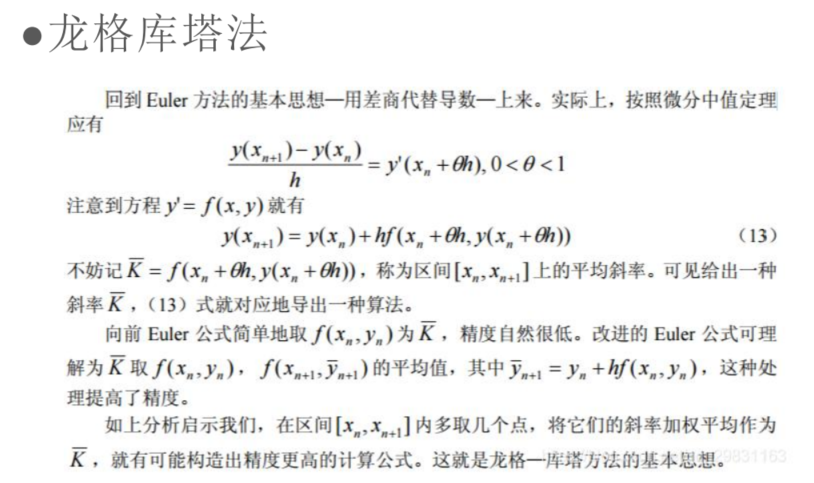 ●龙格库塔法
回到 Euler 方法的基本思想—用差商代替导数—上来。实际上，按照微分中值定理
应有
\frac{y(x_{n+1})-y(x_n)}{h}=y'(x_n+θh),0<θ<1
注意到方程 y'=f(x,y) 就有
y(x_{n+1})=y(x_n)+hf(x_n+θh,y(x_n+θh)) （13）
不妨记 \overline{K}=f(x_n+θh,y(x_n+θh))，称为区间[x_n,x_{n+1}]上的平均斜率。可见给出一种
斜率 \overline{K}，（13）式就对应地导出一种算法。
向前 Euler 公式简单地取 f(x_n,y_n) 为 \overline{K}，精度自然很低。改进的 Euler 公式可理
解为 \overline{K} 取 f(x_n,y_n)，f(x_{n+1},\overline{y}_{n+1}) 的平均值，其中 \overline{y}_{n+1}=y_n+hf(x_n,y_n)，这种处
理提高了精度。
如上分析启示我们，在区间[x_n,x_{n+1}]内多取几个点，将它们的斜率加权平均作为
\overline{K}，就有可能构造出精度更高的计算公式。这就是龙格—库塔方法的基本思想。